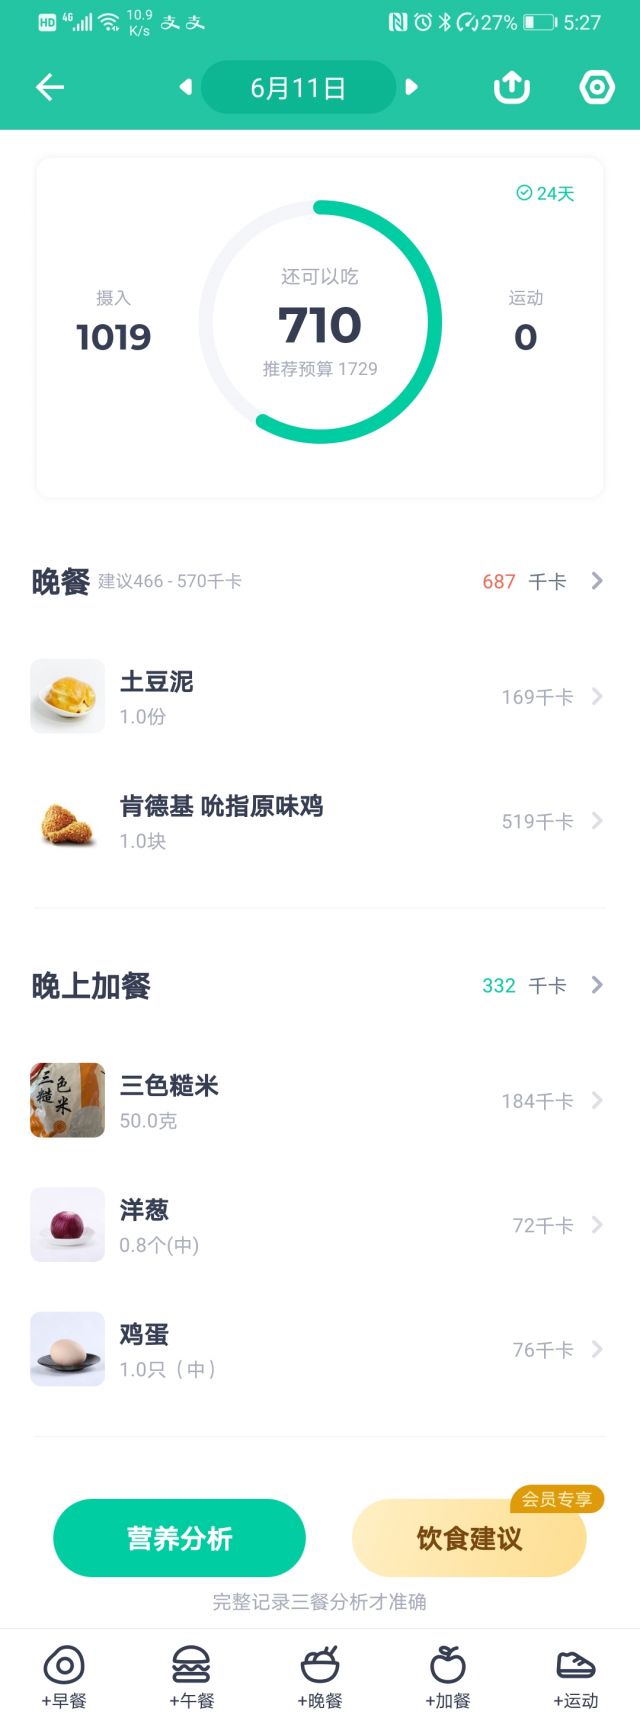 HD 4G 10.9 K/s 支 支 27% 5:27
6月11日
24天
还可以吃
摄入
运动
1019
710
0
推荐预算 1729
晚餐 建议466 - 570千卡 687 千卡
土豆泥
169千卡
1.0份
肯德基 吮指原味鸡
519千卡
1.0块
晚上加餐 332 千卡
三色糙米
三色糙米
184千卡
50.0克
洋葱
72千卡
0.8个(中)
鸡蛋
76千卡
1.0只（中）
会员专享
营养分析 饮食建议
完整记录三餐分析才准确
+早餐 +午餐 +晚餐 +加餐 +运动